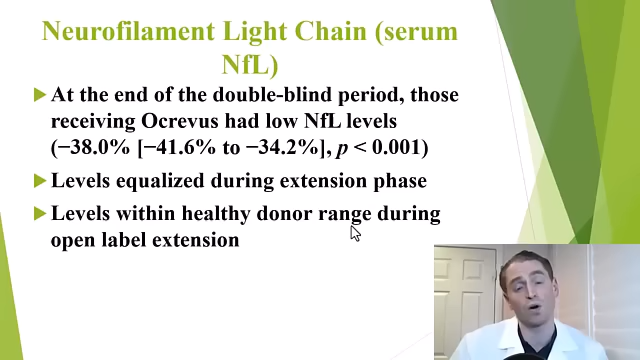 Neurofilament Light Chain (serum
NfL)
At the end of the double-blind period, those
receiving Ocrevus had low NfL levels
(−38.0% [−41.6% to −34.2%], p < 0.001)
Levels equalized during extension phase
Levels within healthy donor range during
open label extension